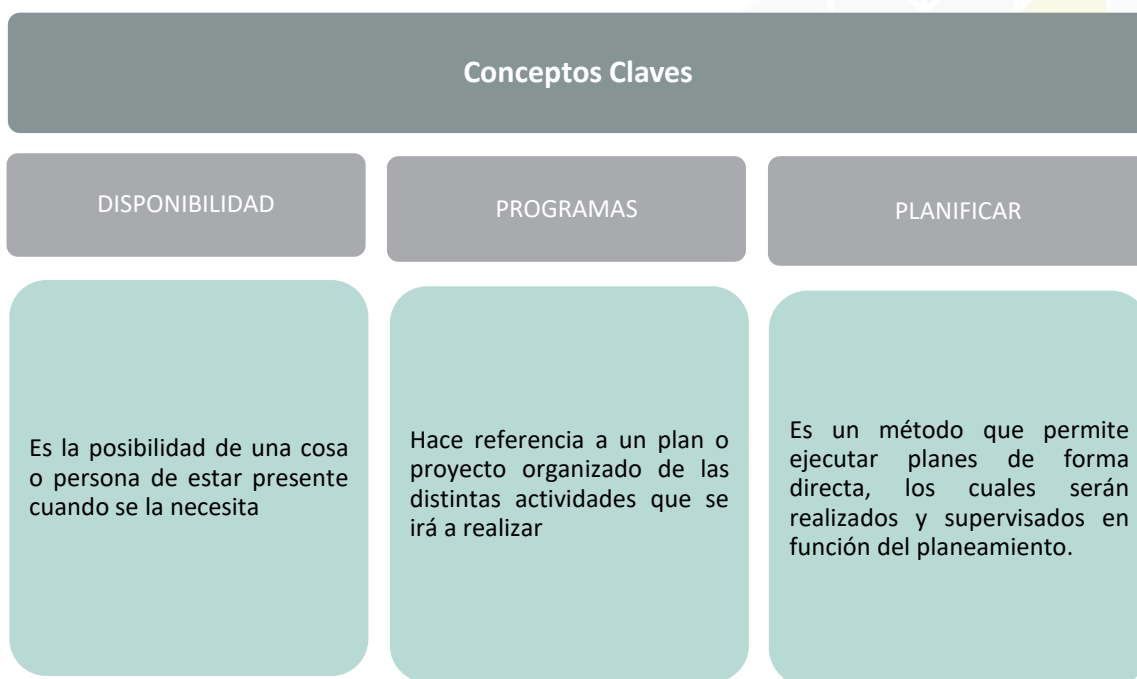 Conceptos Claves
DISPONIBILIDAD
PROGRAMAS
PLANIFICAR
Es la posibilidad de una cosa
o persona de estar presente
cuando se la necesita
Hace referencia a un plan o
proyecto organizado de las
distintas actividades que se
irá a realizar
Es un método que permite
ejecutar planes de forma
directa, los cuales serán
realizados y supervisados en
función del planeamiento.